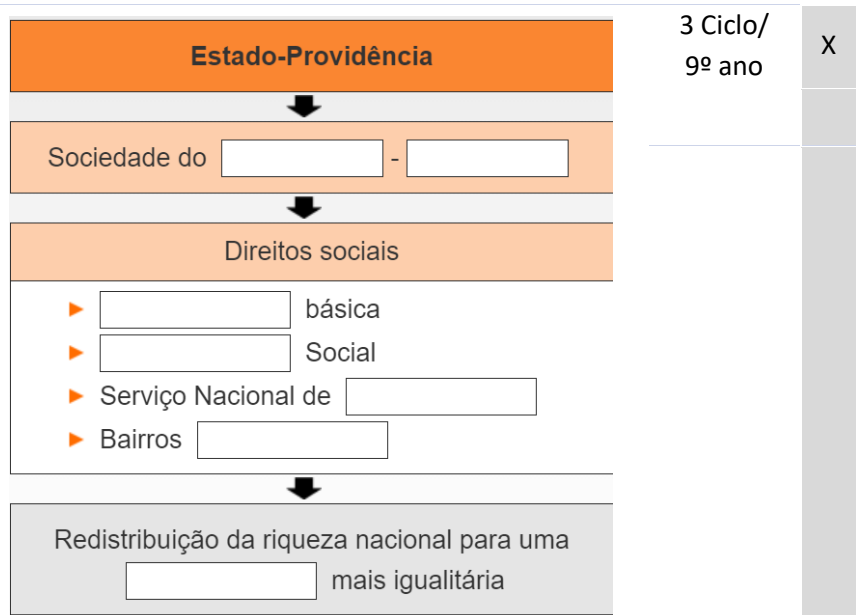 Estado-Providência
Sociedade do -
Direitos sociais
► básica
► Social
► Serviço Nacional de
► Bairros
Redistribuição da riqueza nacional para uma
mais igualitária
3 Ciclo/
9º ano
X